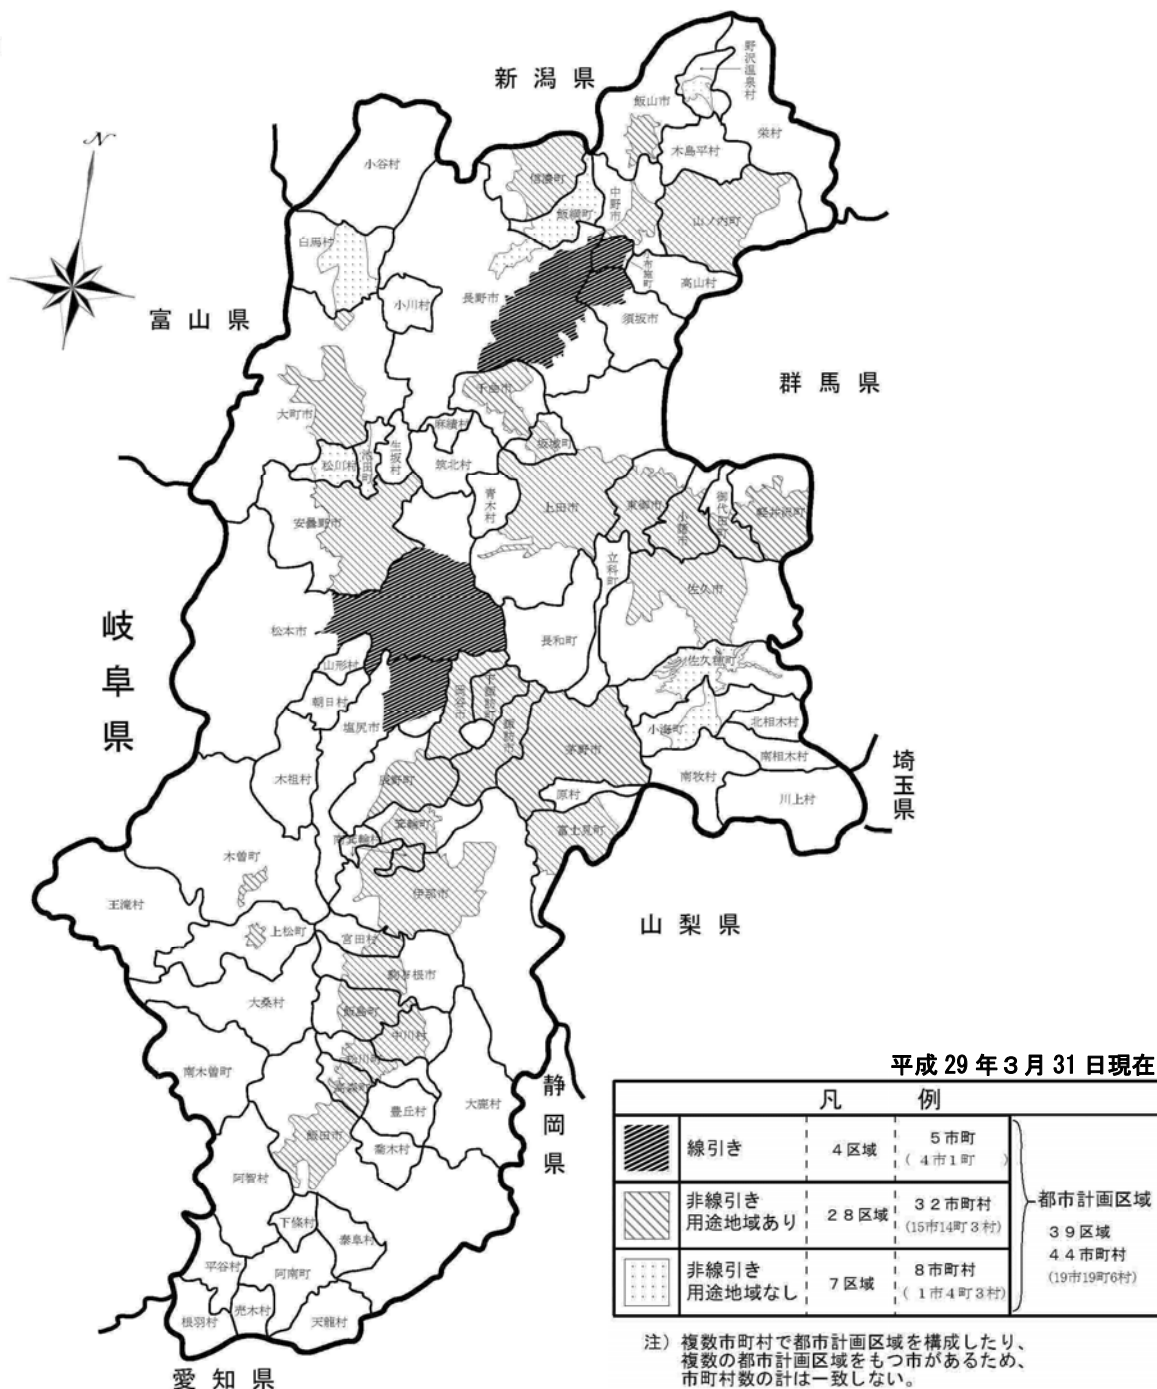 新潟県
野沢温泉村
飯山市
栄村
木島平村
小谷村
信濃町
中野市
飯綱町
山ノ内町
N
白馬村
小布施町
高山村
長野市
小川村
須坂市
富山県
群馬県
千曲市
大町市
麻績村
坂城町
生坂村
池田町
松川村
筑北村
青木村
上田市
東御市
小諸市
御代田町
軽井沢町
安曇野市
立科町
佐久市
岐阜県
松本市
長和町
佐久穂町
山形村
朝日村
塩尻市
岡谷市
下諏訪町
諏訪市
茅野市
小海町
北相木村
南相木村
南牧村
川上村
埼玉県
木祖村
辰野町
原村
富士見町
箕輪町
南箕輪村
木曽町
伊那市
王滝村
上松町
山梨県
宮田村
駒ヶ根市
大桑村
飯島町
中川村
松川町
南木曽町
高森町
豊丘村
大鹿村
静岡県
飯田市
喬木村
阿智村
下條村
泰阜村
平谷村
阿南町
売木村
根羽村
天龍村
愛知県
平成 29 年 3 月 31 日現在
凡 例
線引き 4区域 5市町
(4市1町 )
非線引き
用途地域あり 28区域 32市町村
(15市14町3村)
非線引き
用途地域なし 7区域 8市町村
(1市4町3村)
都市計画区域
39区域
44市町村
(19市19町6村)
注) 複数市町村で都市計画区域を構成したり、
複数の都市計画区域をもつ市があるため、
市町村数の計は一致しない。